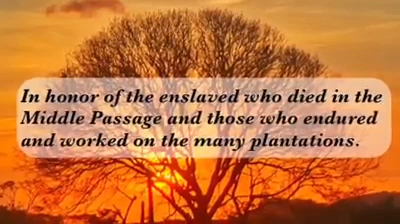 In honor of the enslaved who died in the
Middle Passage and those who endured
and worked on the many plantations.